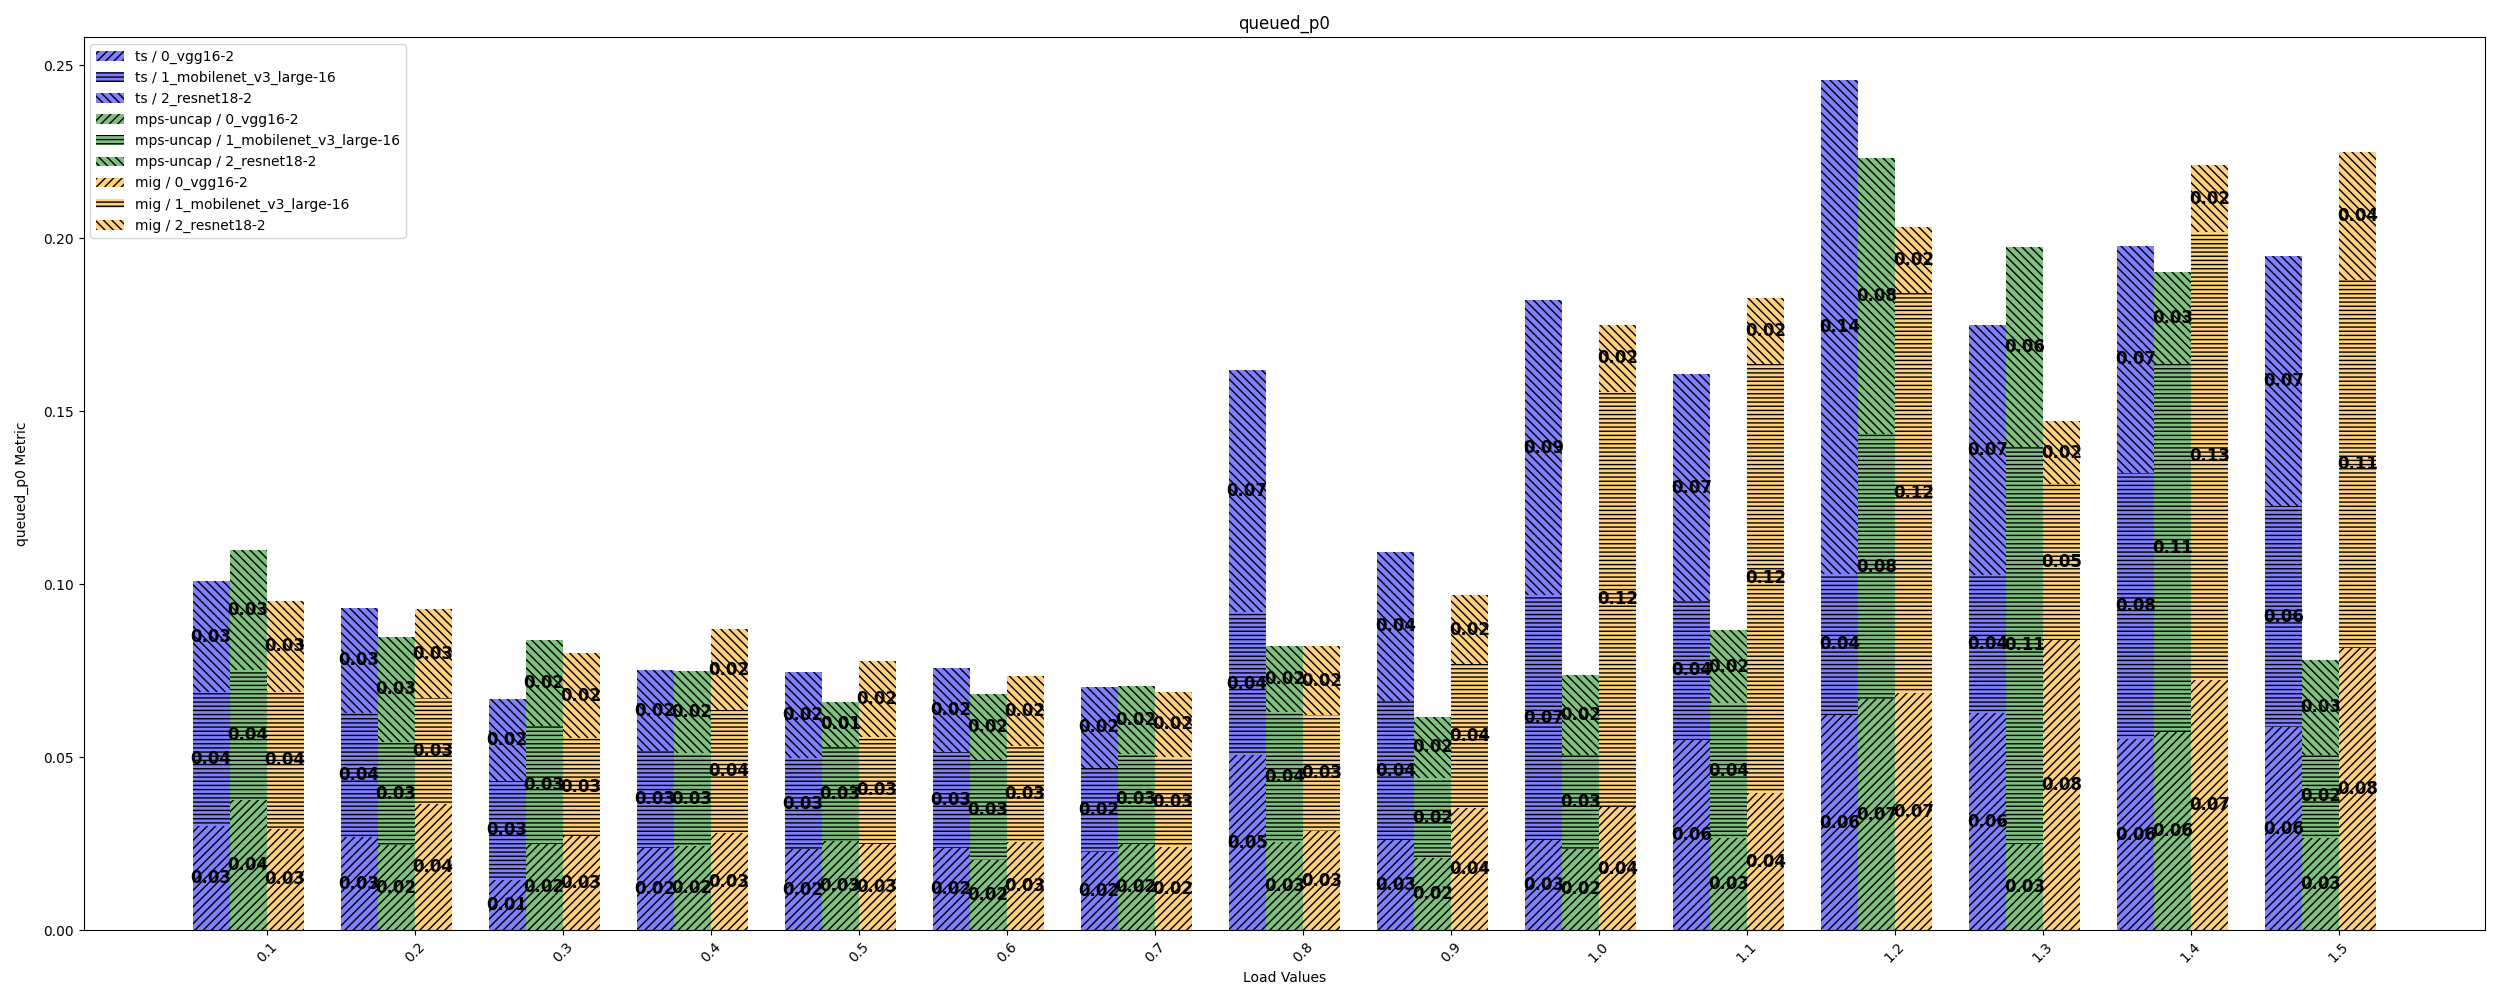 queued_p0
ts / 0_vgg16-2
ts / 1_mobilenet_v3_large-16
ts / 2_resnet18-2
mps-uncap / 0_vgg16-2
mps-uncap / 1_mobilenet_v3_large-16
mps-uncap / 2_resnet18-2
mig / 0_vgg16-2
mig / 1_mobilenet_v3_large-16
mig / 2_resnet18-2
queued_p0 Metric
0.25
0.20
0.15
0.10
0.05
0.00
0.03 0.04 0.03
0.03 0.04 0.04
0.03 0.04 0.03
0.03 0.04 0.03
0.02 0.03 0.03
0.04 0.03 0.03
0.01 0.03 0.02
0.02 0.03 0.02
0.03 0.03 0.02
0.02 0.03 0.02
0.02 0.03 0.02
0.03 0.04 0.02
0.02 0.03 0.02
0.03 0.03 0.01
0.03 0.03 0.02
0.02 0.03 0.02
0.02 0.03 0.02
0.03 0.03 0.02
0.02 0.02 0.02
0.02 0.03 0.02
0.02 0.03 0.02
0.05 0.04 0.07
0.03 0.04 0.02
0.03 0.03 0.02
0.03 0.04 0.04
0.02 0.02 0.02
0.04 0.04 0.02
0.03 0.07 0.09
0.02 0.03 0.02
0.04 0.12 0.02
0.06 0.04 0.07
0.03 0.04 0.02
0.04 0.12 0.02
0.06 0.04 0.14
0.07 0.08 0.08
0.07 0.12 0.02
0.06 0.04 0.07
0.03 0.11 0.06
0.08 0.05 0.02
0.06 0.08 0.07
0.06 0.11 0.03
0.07 0.13 0.02
0.06 0.06 0.07
0.03 0.02 0.03
0.08 0.11 0.04
0.1 0.2 0.3 0.4 0.5 0.6 0.7 0.8 0.9 1.0 1.1 1.2 1.3 1.4 1.5
Load Values